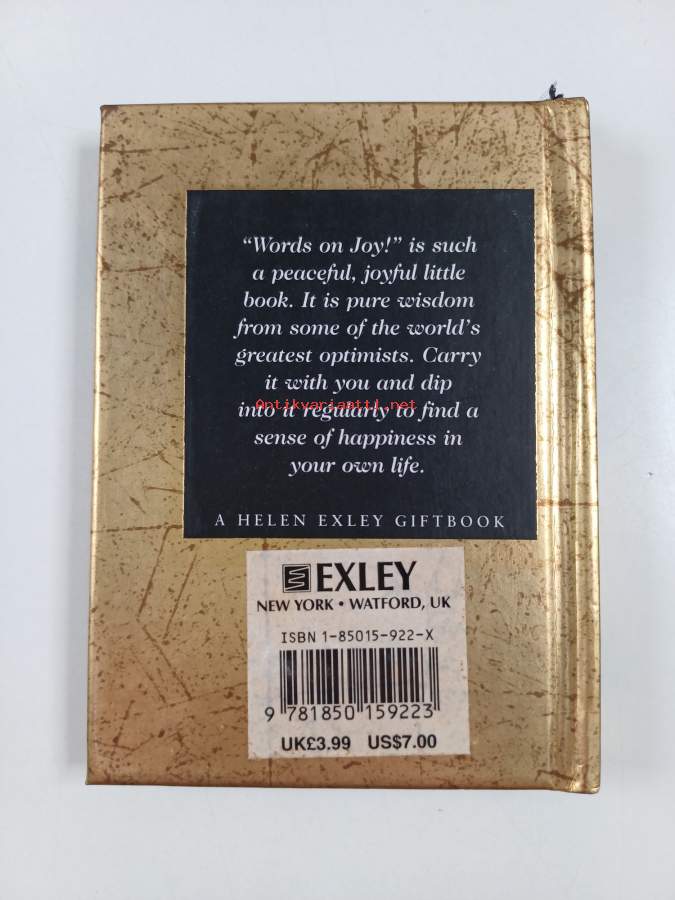 “Words on Joy!” is such
a peaceful, joyful little
book. It is pure wisdom
from some of the world's
greatest optimists. Carry
it with you and dip
into it regularly to find a
Antikvariaatti.net
sense of happiness in
your own life.
A HELEN EXLEY GIFTBOOK
EXLEY
NEW YORK • WATFORD, UK
ISBN 1-85015-922-X
9 781850 159223
UK£3.99 US$7.00